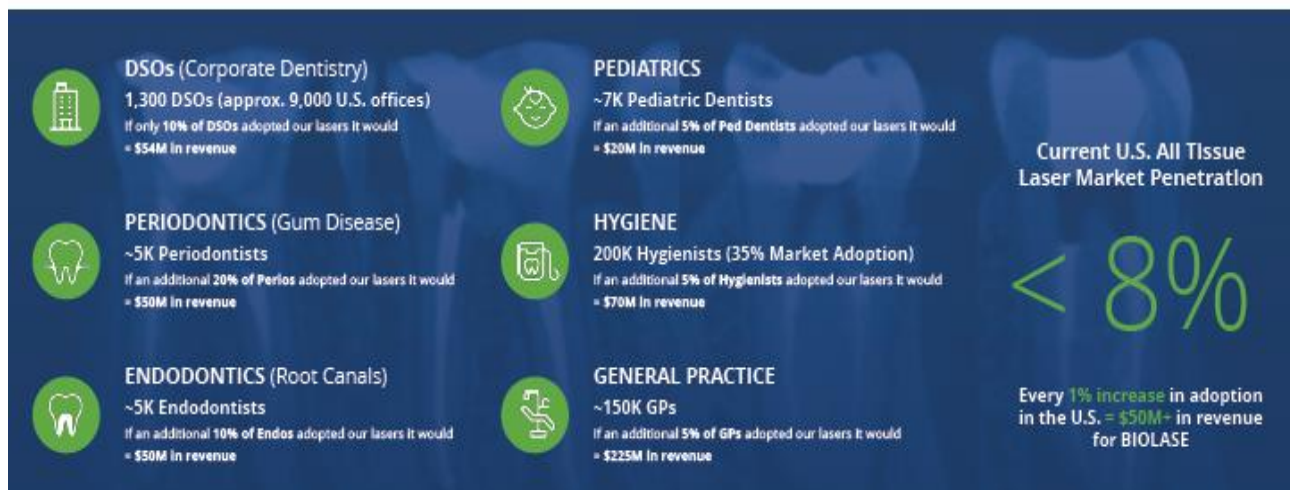 DSOs (Corporate Dentistry)
1,300 DSOs (approx. 9,000 U.S. offices)
If only 10% of DSOs adopted our lasers it would
= $54M in revenue
PERIODONTICS (Gum Disease)
~5K Periodontists
If an additional 20% of Perios adopted our lasers it would
= $50M in revenue
ENDODONTICS (Root Canals)
~5K Endodontists
If an additional 10% of Endos adopted our lasers it would
= $50M in revenue
PEDIATRICS
~7K Pediatric Dentists
If an additional 5% of Ped Dentists adopted our lasers it would
= $20M in revenue
HYGIENE
200K Hygienists (35% Market Adoption)
If an additional 5% of Hygienists adopted our lasers it would
= $70M in revenue
GENERAL PRACTICE
~150K GPs
If an additional 5% of GPs adopted our lasers it would
= $225M in revenue
Current U.S. All Tissue
Laser Market Penetration
< 8%
Every 1% increase in adoption
in the U.S. = $50M+ in revenue
for BIOLASE